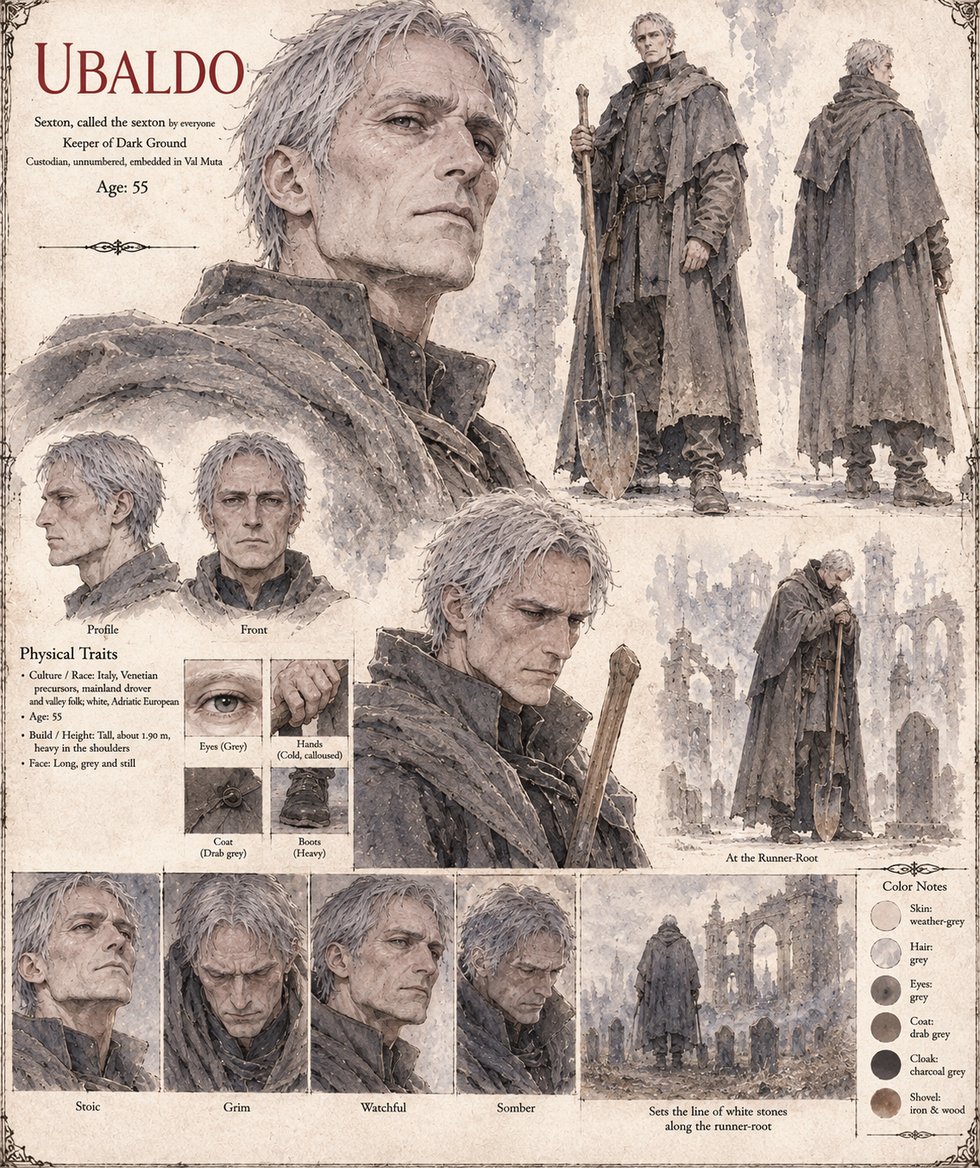 UBALDO
Sexton, called the sexton by everyone
Keeper of Dark Ground
Custodian, unnumbered, embedded in Val Muta
Age: 55
Profile
Front
Physical Traits
• Culture / Race: Italy, Venetian
precursors, mainland drover
and valley folk; white, Adriatic European
• Age: 55
• Build / Height: Tall, about 1.90 m,
heavy in the shoulders
• Face: Long, grey and still
Eyes (Grey)
Hands
(Cold, calloused)
Coat
(Drab grey)
Boots
(Heavy)
At the Runner-Root
Stoic
Grim
Watchful
Somber
Sets the line of white stones
along the runner-root
Color Notes
Skin:
weather-grey
Hair:
grey
Eyes:
grey
Coat:
drab grey
Cloak:
charcoal grey
Shovel:
iron & wood